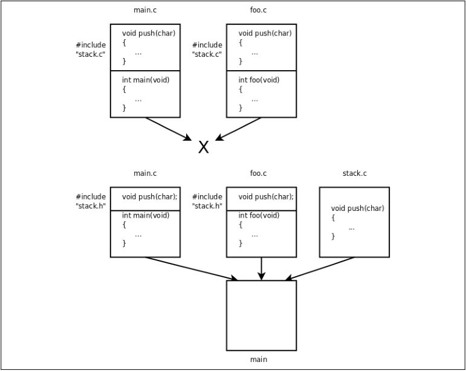 main.c
foo.c
#include
"stack.c"
void push(char)
{
...
}
int main(void)
{
...
}
#include
"stack.c"
void push(char)
{
...
}
int foo(void)
{
...
}
X
main.c
foo.c
stack.c
#include
"stack.h"
void push(char);
int main(void)
{
...
}
#include
"stack.h"
void push(char);
int foo(void)
{
...
}
void push(char)
{
...
}
main